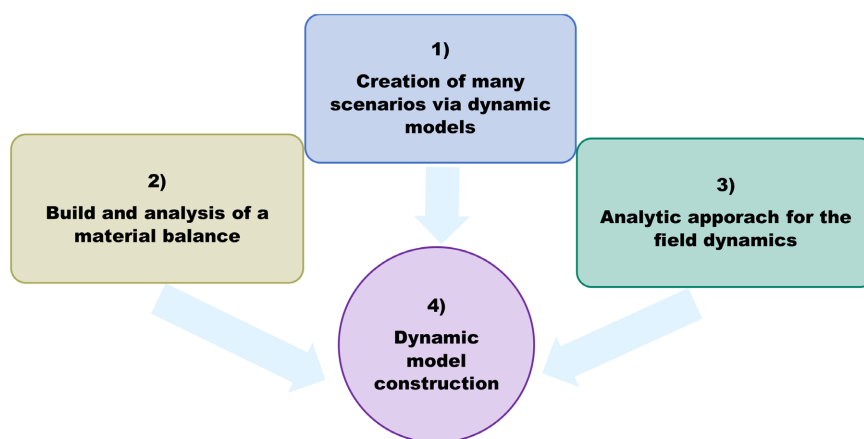 1)
Creation of many
scenarios via dynamic
models
2)
Build and analysis of a
material balance
3)
Analytic apporach for the
field dynamics
4)
Dynamic
model
construction